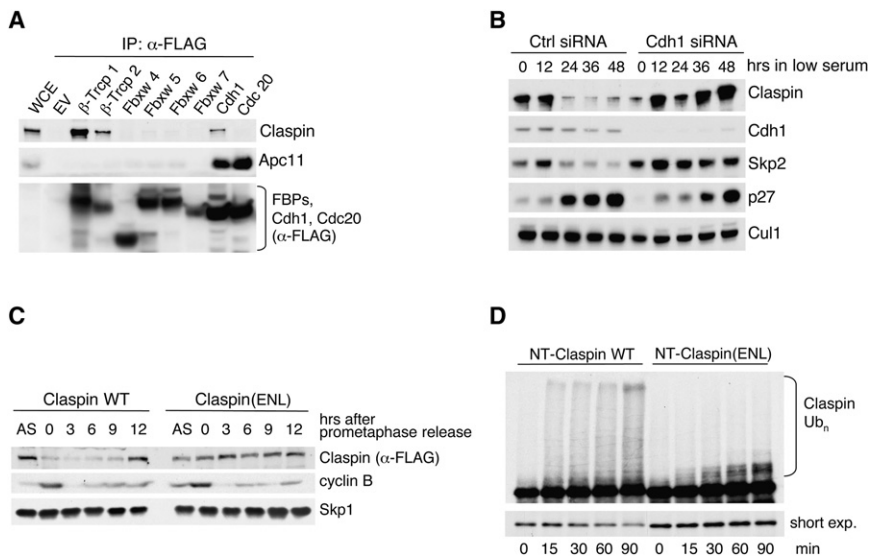 A
IP: α-FLAG
WCE EV β-Trcp 1 β-Trcp 2 Fbxw 4 Fbxw 5 Fbxw 6 Fbxw 7 Cdh1 Cdc 20
Claspin
Apc11
FBPs,
Cdh1, Cdc20
(α-FLAG)
B
Ctrl siRNA Cdh1 siRNA
0 12 24 36 48 0 12 24 36 48 hrs in low serum
Claspin
Cdh1
Skp2
p27
Cul1
C
Claspin WT Claspin(ENL)
AS 0 3 6 9 12 AS 0 3 6 9 12 hrs after
prometaphase release
Claspin (α-FLAG)
cyclin B
Skp1
D
NT-Claspin WT NT-Claspin(ENL)
Claspin
Ubn
short exp.
0 15 30 60 90 0 15 30 60 90 min